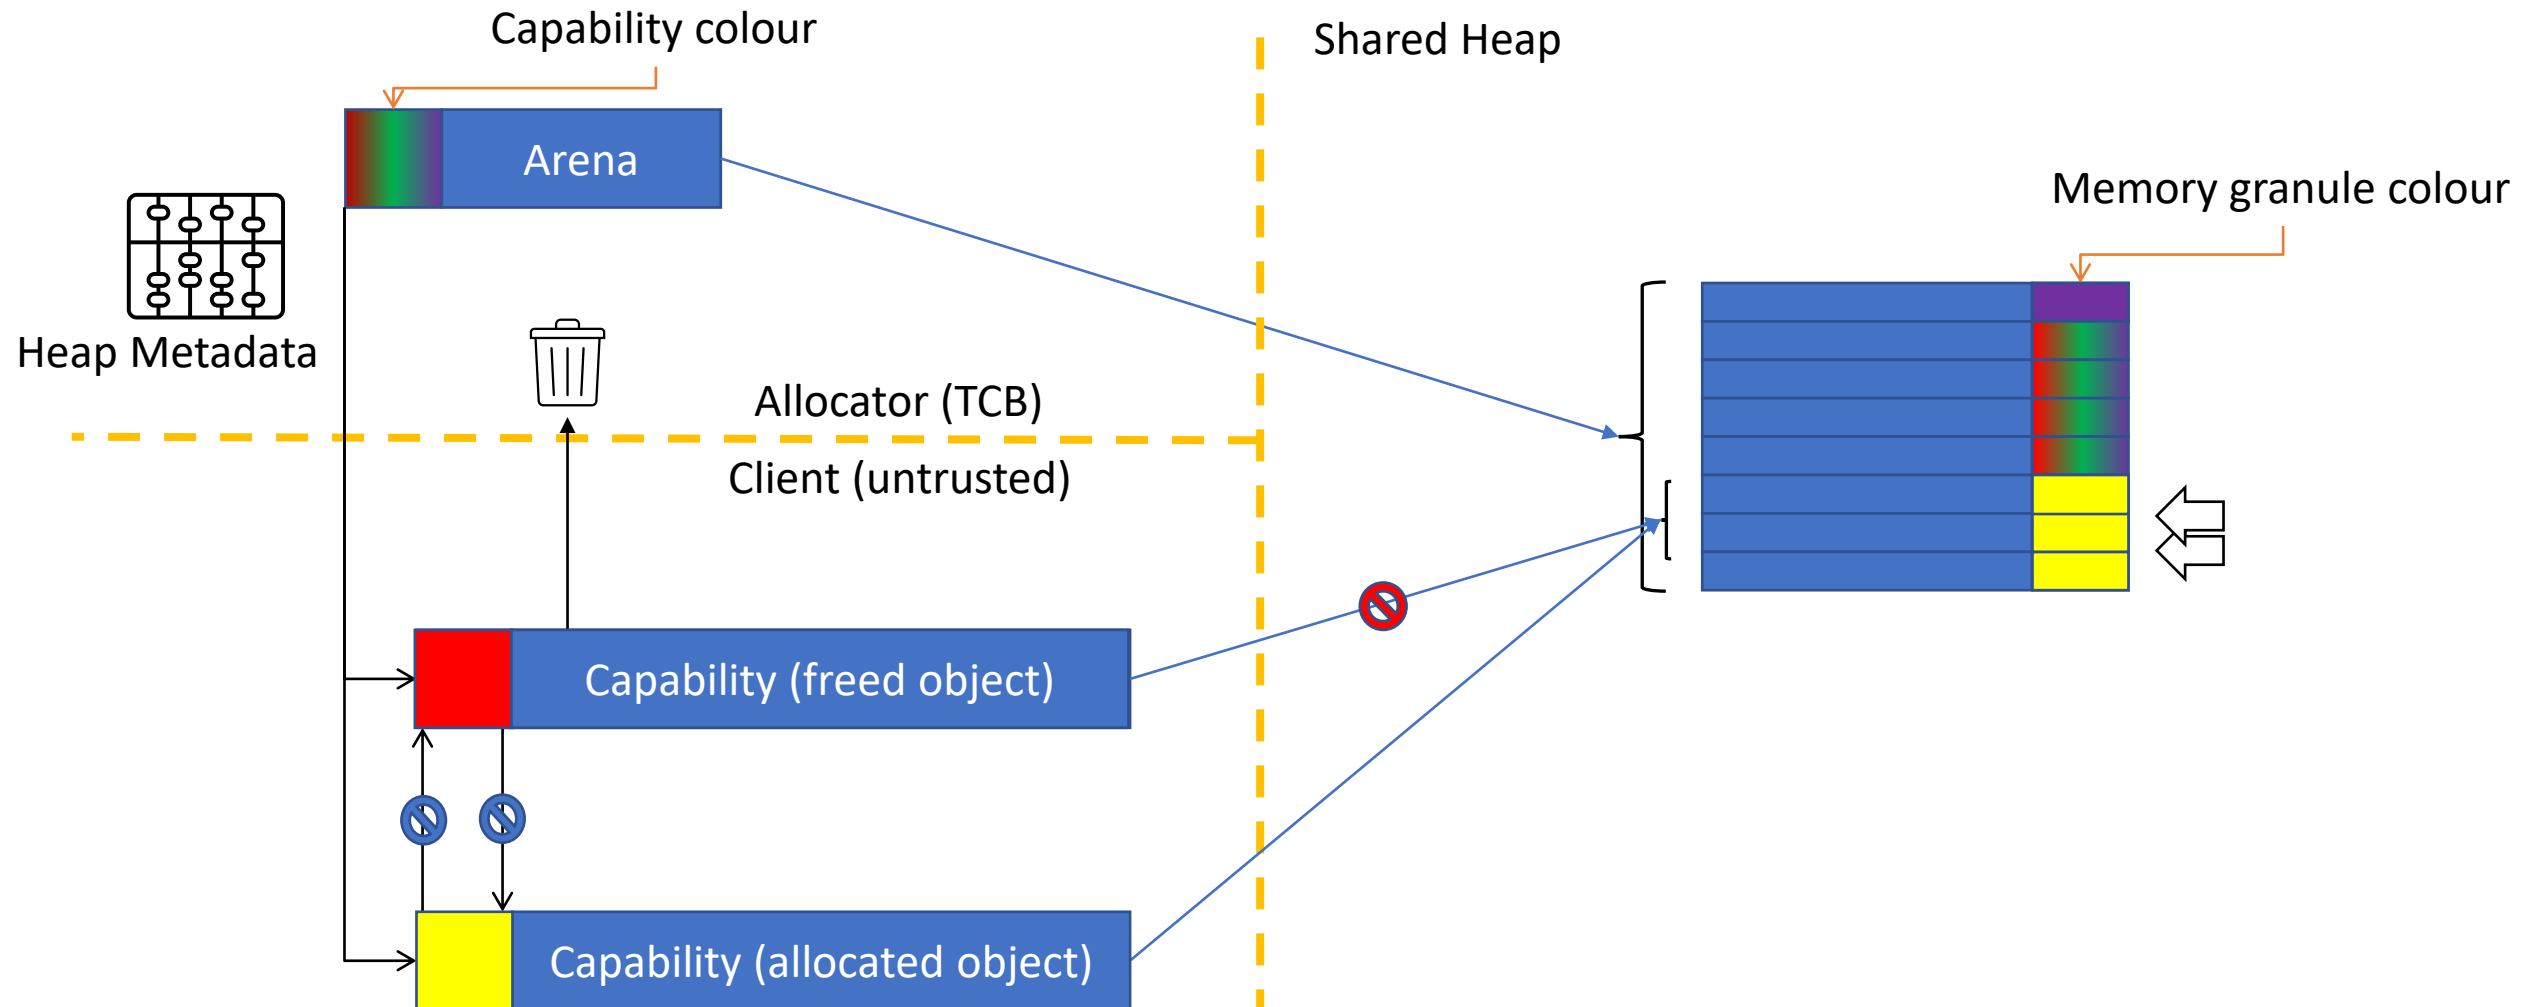 Capability colour
Shared Heap
Arena
Memory granule colour
Heap Metadata
Allocator (TCB)
Client (untrusted)
Capability (freed object)
Capability (allocated object)